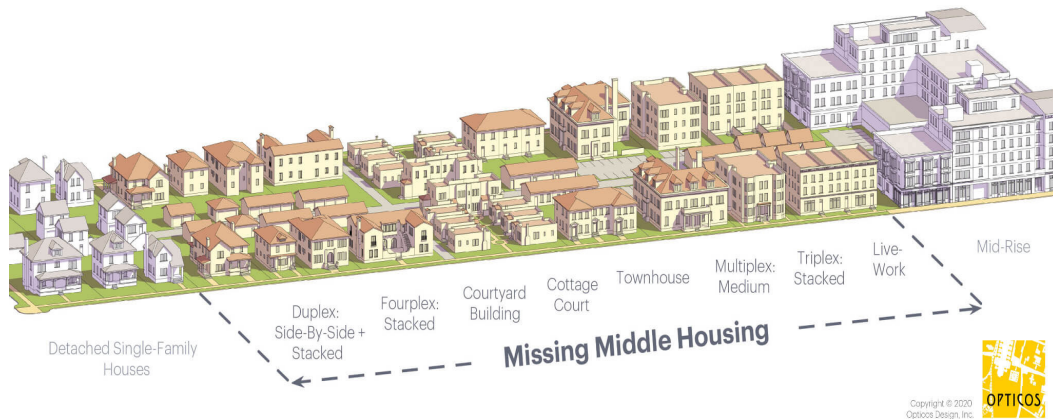 Detached Single-Family
Houses
Duplex:
Side-By-Side +
Stacked
Fourplex:
Stacked
Courtyard
Building
Cottage
Court
Townhouse
Multiplex:
Medium
Triplex:
Stacked
Live-
Work
Mid-Rise
Missing Middle Housing
Copyright © 2020
Opticos Design, Inc.
OPTICOS